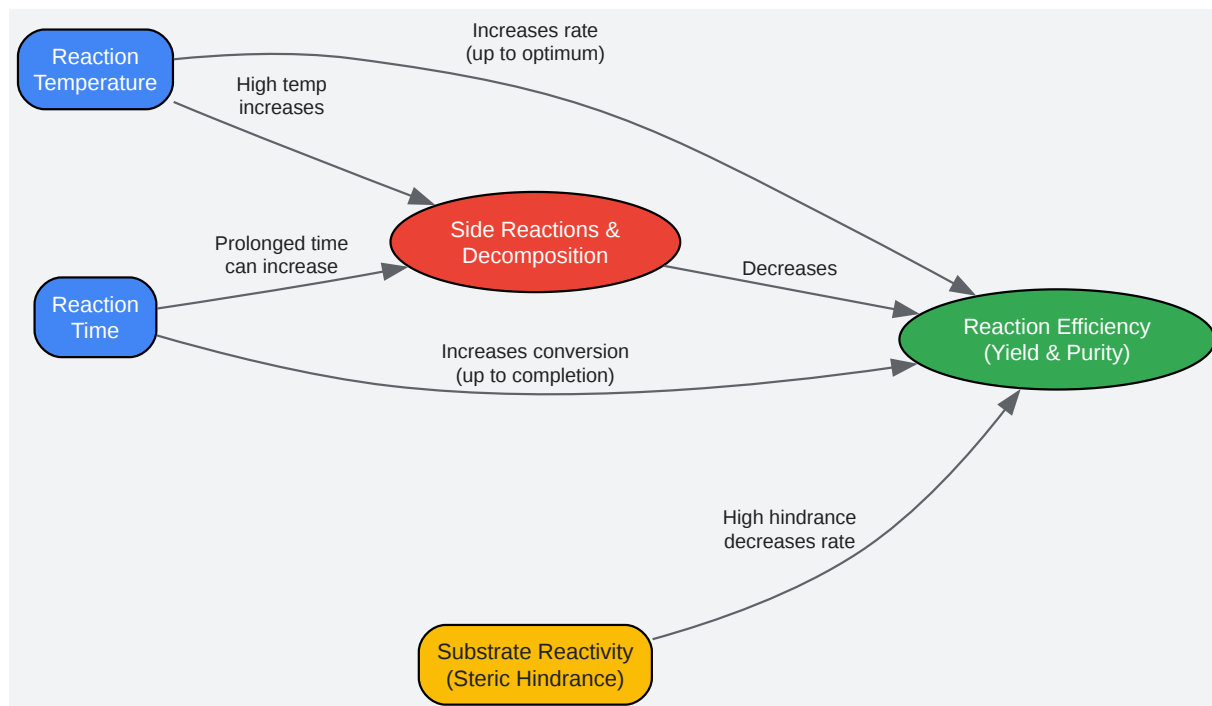 Reaction
Temperature
Increases rate
(up to optimum)
High temp
increases
Side Reactions &
Decomposition
Prolonged time
can increase
Decreases
Reaction
Time
Reaction Efficiency
(Yield & Purity)
Increases conversion
(up to completion)
High hindrance
decreases rate
Substrate Reactivity
(Steric Hindrance)